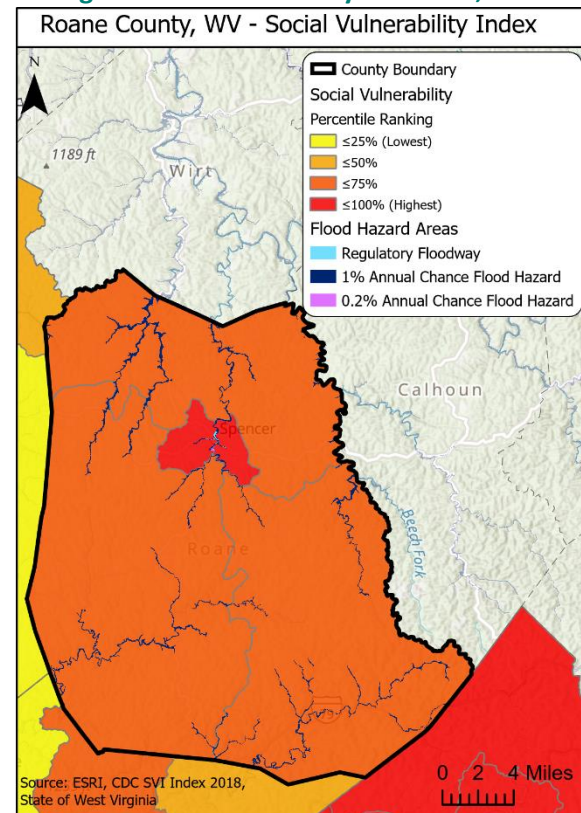 Roane County, WV - Social Vulnerability Index
N
County Boundary
Social Vulnerability
Percentile Ranking
≤25% (Lowest)
≤50%
≤75%
≤100% (Highest)
Flood Hazard Areas
Regulatory Floodway
1% Annual Chance Flood Hazard
0.2% Annual Chance Flood Hazard
1189 ft
Wirt
Calhoun
Spencer
Beech Fork
Roane
Source: ESRI, CDC SVI Index 2018,
State of West Virginia
0 2 4 Miles